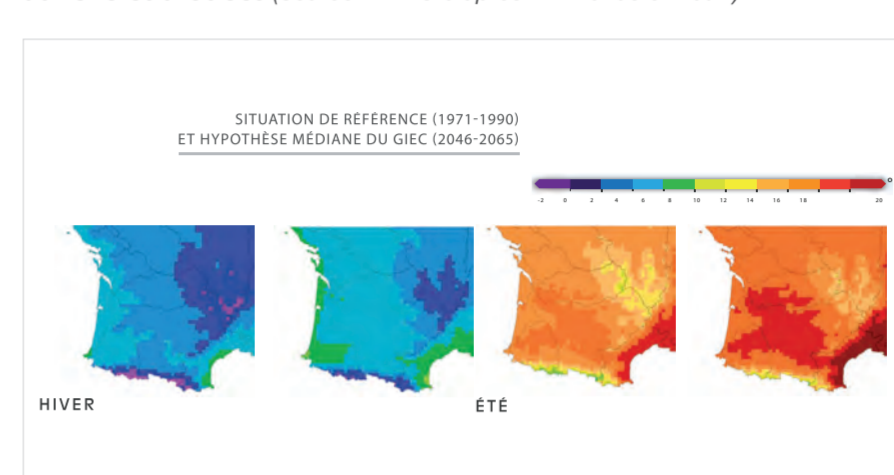 SITUATION DE RÉFÉRENCE (1971-1990)
ET HYPOTHÈSE MÉDIANE DU GIEC (2046-2065)
-2 0 2 4 6 8 10 12 14 16 18 20
HIVER
ÉTÉ